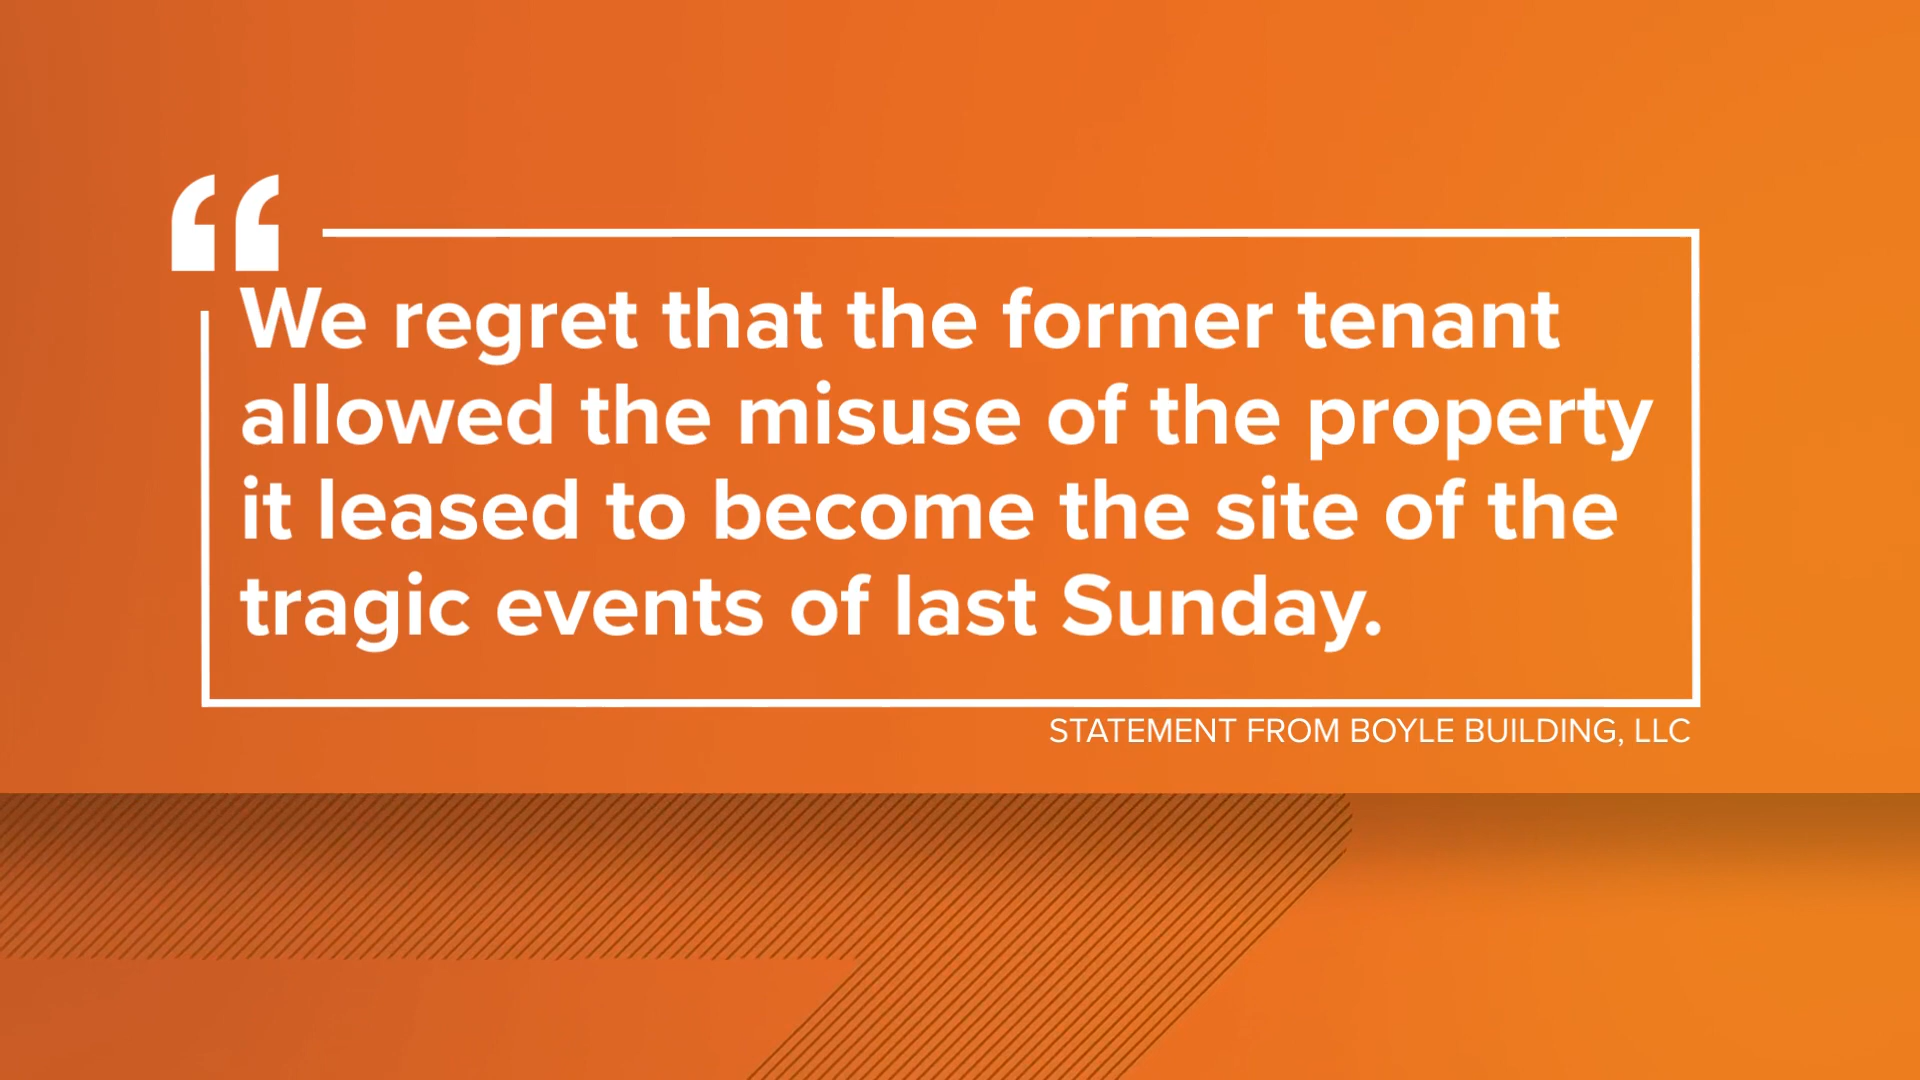 “
We regret that the former tenant
allowed the misuse of the property
it leased to become the site of the
tragic events of last Sunday.
STATEMENT FROM BOYLE BUILDING, LLC